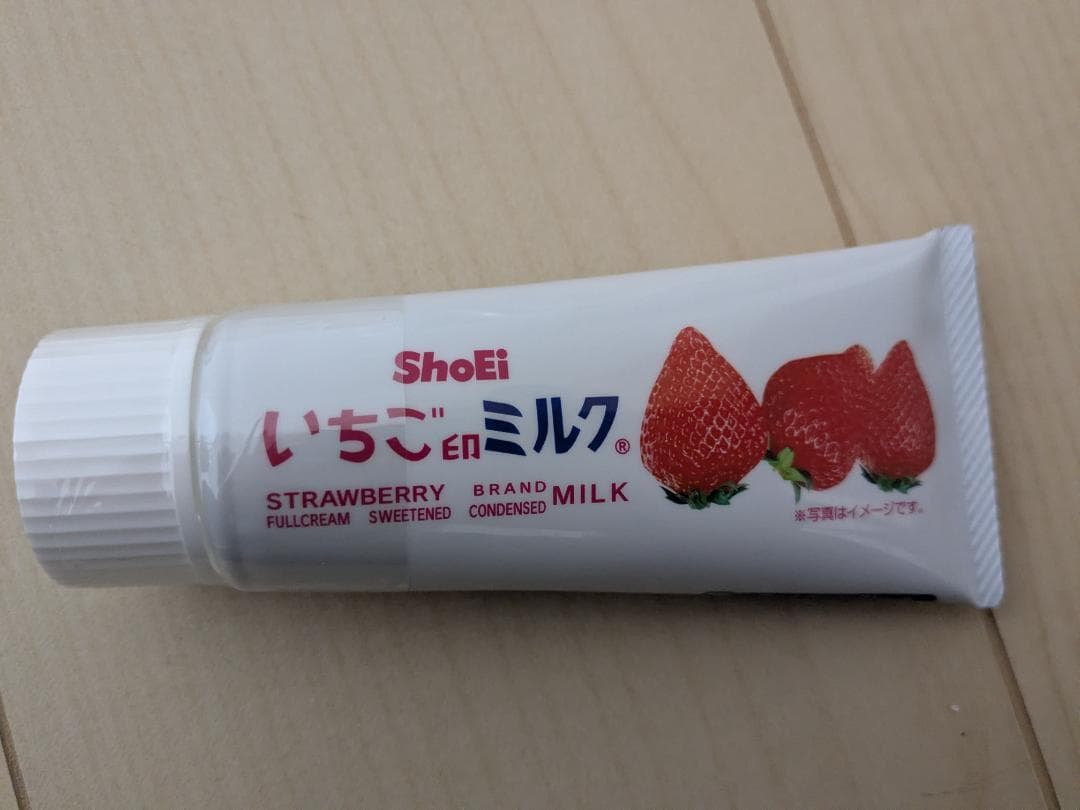 ShoEi
いちご印ミルク®
STRAWBERRY BRAND MILK
FULLCREAM SWEETENED CONDENSED
※写真はイメージです。